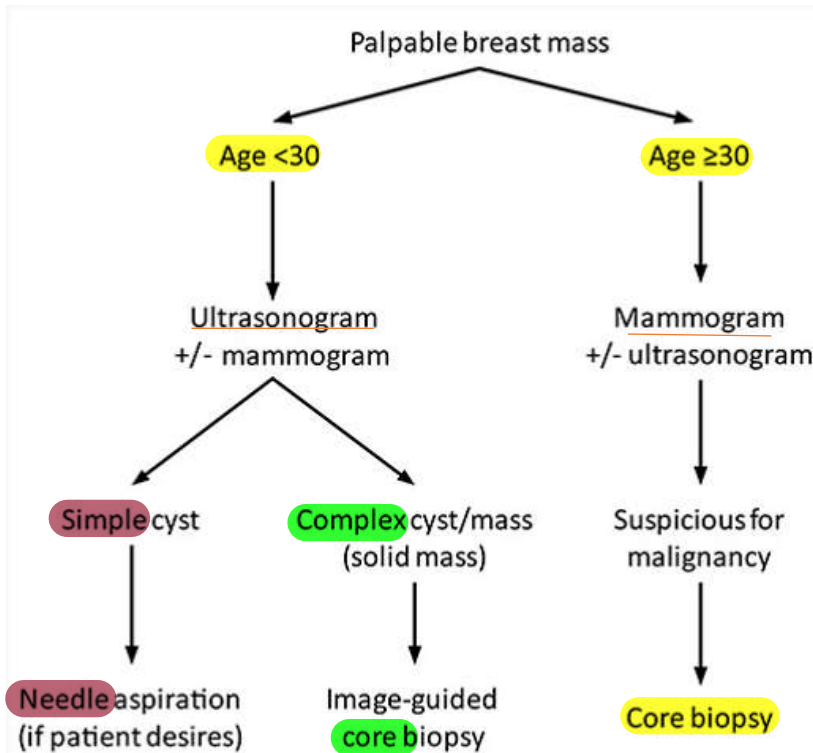 Palpable breast mass
Age <30
Age ≥30
Ultrasonogram
+/- mammogram
Mammogram
+/- ultrasonogram
Simple cyst
Complex cyst/mass
(solid mass)
Suspicious for
malignancy
Needle aspiration
(if patient desires)
Image-guided
core biopsy
Core biopsy